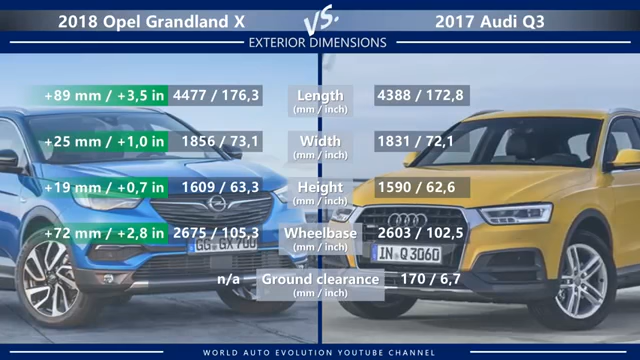 2018 Opel Grandland X
VS.
2017 Audi Q3
EXTERIOR DIMENSIONS
+89 mm / +3,5 in 4477 / 176,3 Length 4388 / 172,8
(mm / inch)
+25 mm / +1,0 in 1856 / 73,1 Width 1831 / 72,1
(mm / inch)
+19 mm / +0,7 in 1609 / 63,3 Height 1590 / 62,6
(mm / inch)
+72 mm / +2,8 in 2675 / 105,3 Wheelbase 2603 / 102,5
(mm / inch)
GG-GX 700
IN Q 3060
n/a Ground clearance 170 / 6,7
(mm / inch)
WORLD AUTO EVOLUTION YOUTUBE CHANNEL